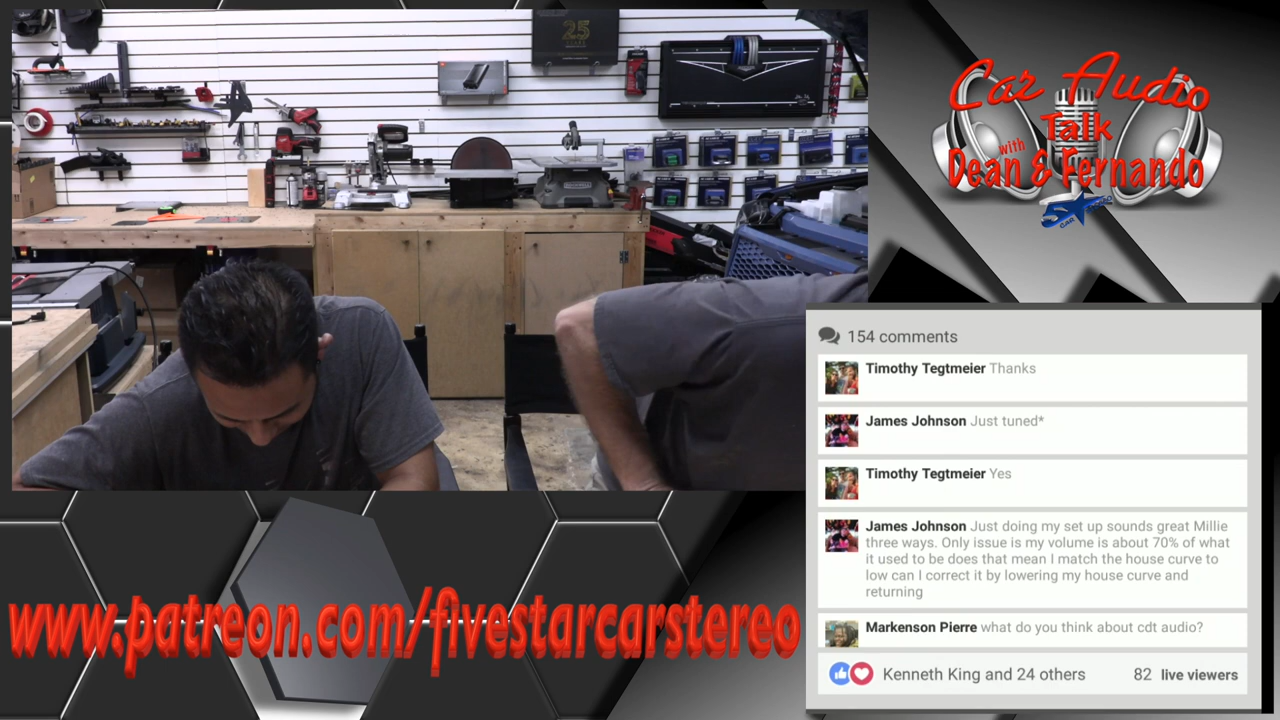 25
Car Audio
Talk
with
Dean & Fernando
5
CAR
154 comments
Timothy Tegtmeier Thanks
James Johnson Just tuned*
Timothy Tegtmeier Yes
James Johnson Just doing my set up sounds great Millie
three ways. Only issue is my volume is about 70% of what
it used to be does that mean I match the house curve to
low can I correct it by lowering my house curve and
returning
Markenson Pierre what do you think about cdt audio?
Kenneth King and 24 others 82 live viewers
www.patreon.com/fivestarcarstereo